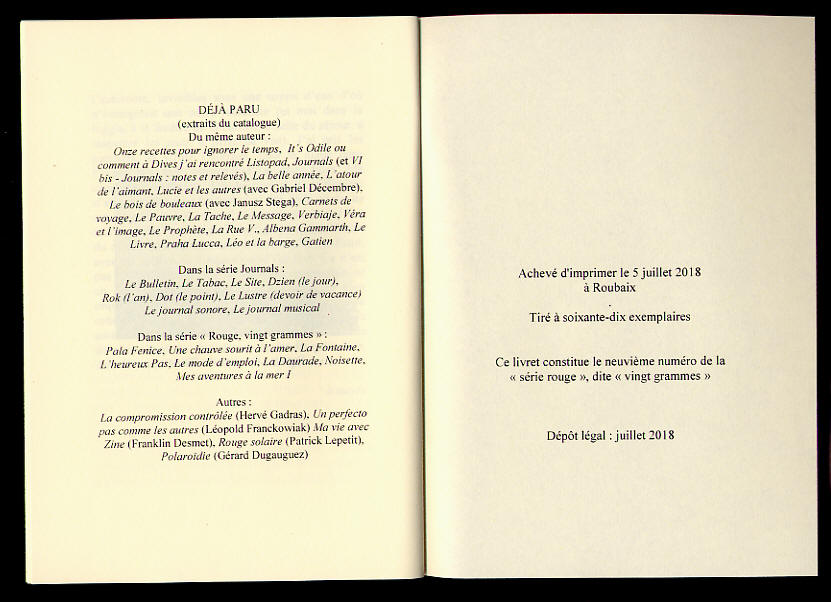 DÉJÀ PARU
(extraits du catalogue)
Du même auteur :
Onze recettes pour ignorer le temps, It's Odile ou
comment à Dives j'ai rencontré Listopad, Journals (et VI
bis - Journals : notes et relevés), La belle année, L'atour
de l'aimant, Lucie et les autres (avec Gabriel Décembre),
Le bois de bouleaux (avec Janusz Stega), Carnets de
voyage, Le Pauvre, La Tache, Le Message, Verbiaje, Véra
et l'image, Le Prophète, La Rue V., Albena Gammarth, Le
Livre, Praha Lucca, Léo et la barge, Gatien
Dans la série Journals :
Le Bulletin, Le Tabac, Le Site, Dzien (le jour),
Rok (l'an), Dot (le point), Le Lustre (devoir de vacance)
Le journal sonore, Le journal musical
Dans la série « Rouge, vingt grammes » :
Pala Fenice, Une chauve sourit à l'amer, La Fontaine,
L'heureux Pas, Le mode d'emploi, La Daurade, Noisette,
Mes aventures à la mer I
Autres :
La compromission contrôlée (Hervé Gadras), Un perfecto
pas comme les autres (Léopold Franckowiak) Ma vie avec
Zine (Franklin Desmet), Rouge solaire (Patrick Lepetit),
Polaroïdie (Gérard Dugauguez)
Achevé d'imprimer le 5 juillet 2018
à Roubaix
.
Tiré à soixante-dix exemplaires
Ce livret constitue le neuvième numéro de la
« série rouge », dite « vingt grammes »
Dépôt légal : juillet 2018